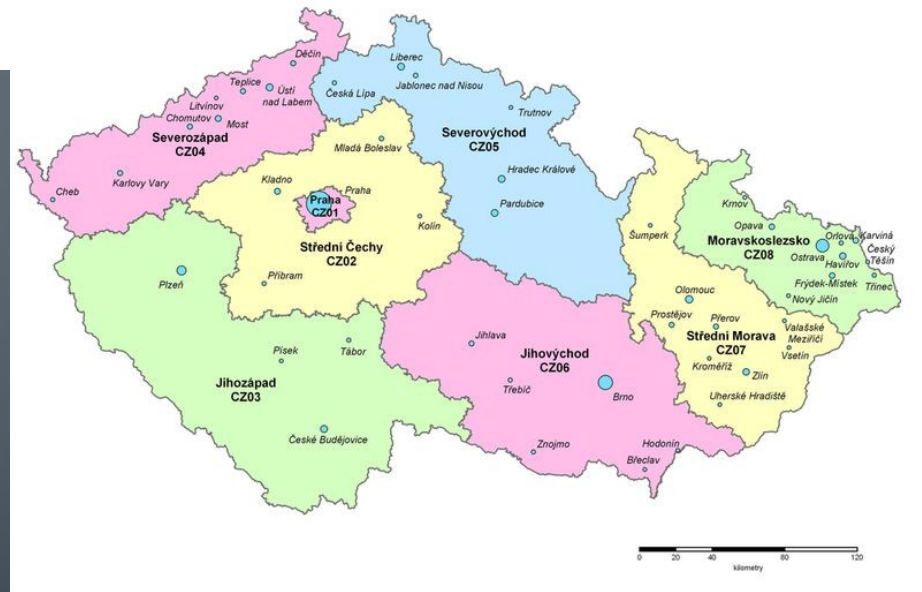 Děčín
Teplice
Ústí
nad Labem
Litvínov
Chomutov
Most
Severozápad
CZ04
Karlovy Vary
Cheb
Liberec
Jablonec nad Nisou
Česká Lípa
Trutnov
Severovýchod
CZ05
Hradec Králové
Pardubice
Mladá Boleslav
Kladno
Praha
Praha
CZ01
Kolín
Střední Čechy
CZ02
Příbram
Plzeň
Písek
Tábor
Jihozápad
CZ03
České Budějovice
Jihlava
Jihovýchod
CZ06
Třebíč
Brno
Znojmo
Hodonín
Břeclav
Šumperk
Olomouc
Prostějov
Přerov
Střední Morava
CZ07
Kroměříž
Zlín
Uherské Hradiště
Valašské
Meziříčí
Vsetín
Krnov
Opava
Moravskoslezsko
CZ08
Orlová
Karviná
Český
Těšín
Ostrava
Havířov
Frýdek-Místek
Třinec
Nový Jičín
0 20 40 80 120
kilometry